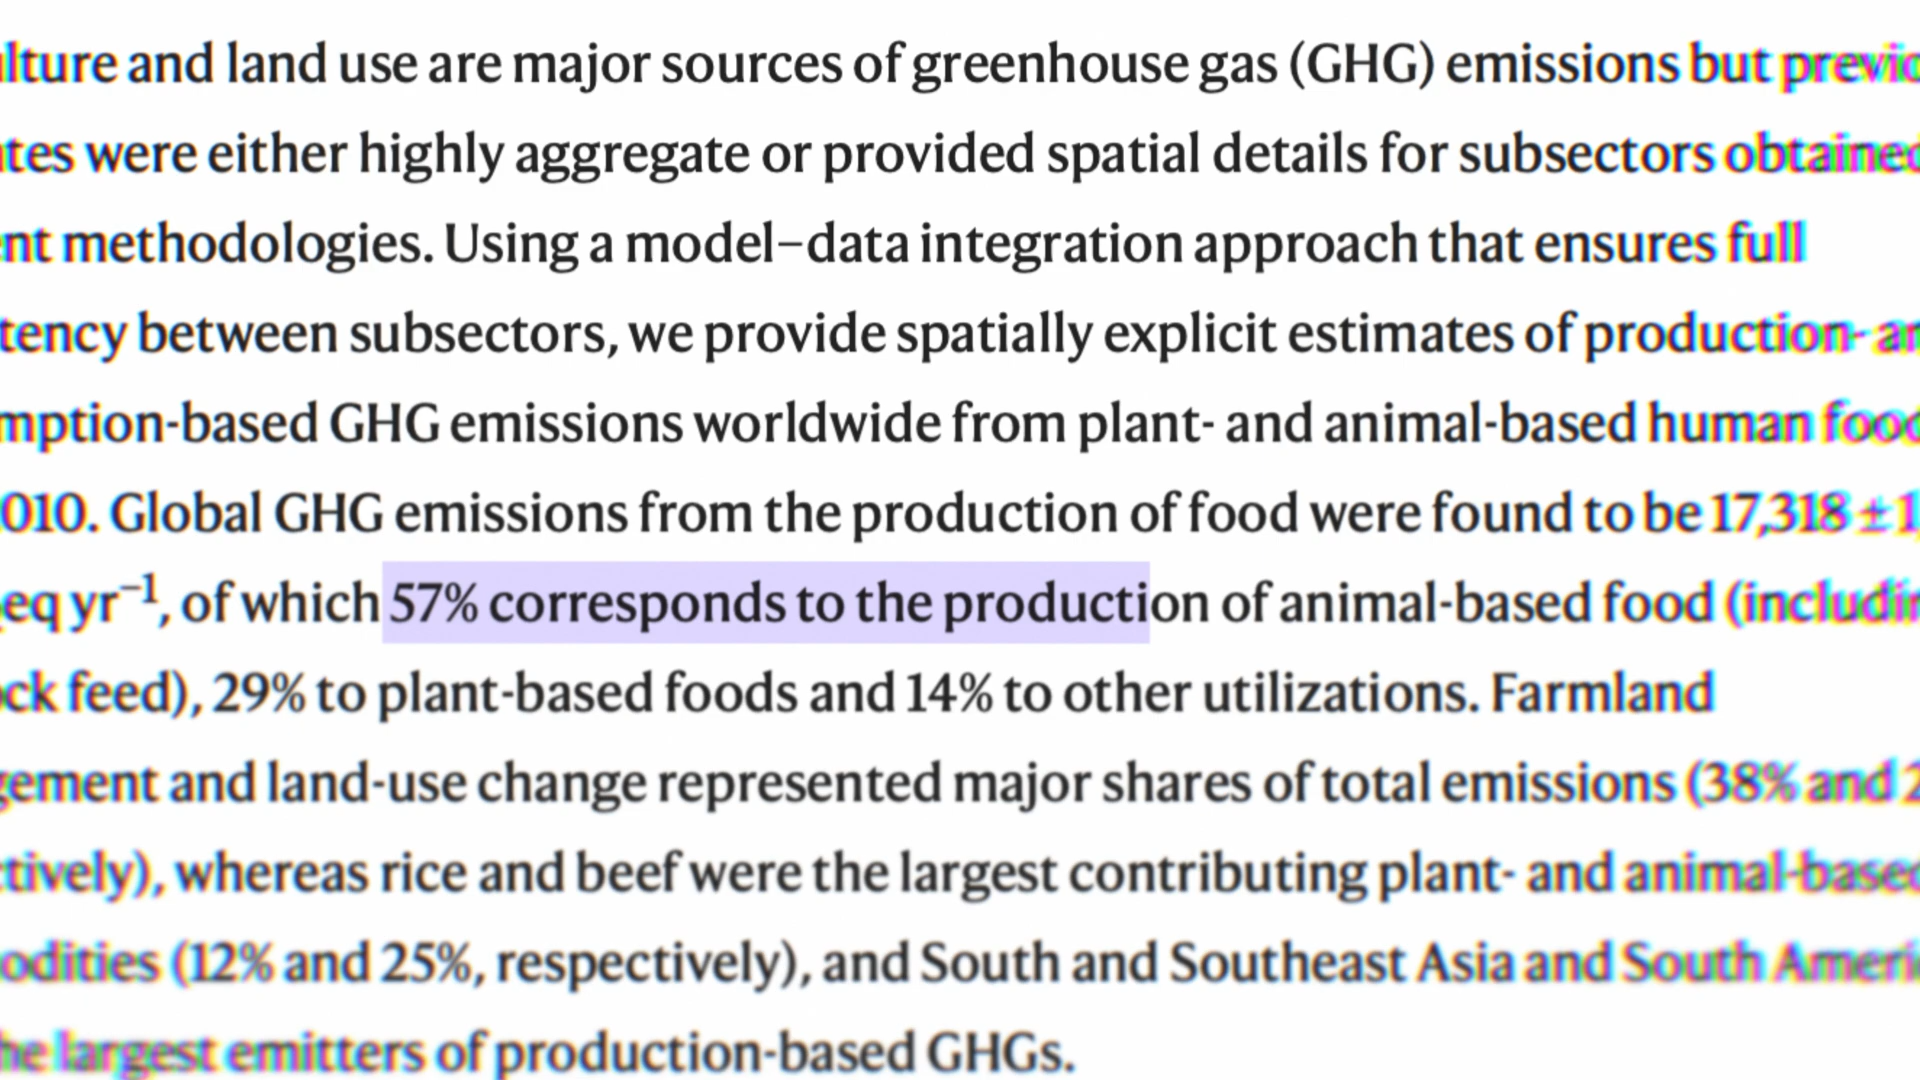 lture and land use are major sources of greenhouse gas (GHG) emissions but previo
tes were either highly aggregate or provided spatial details for subsectors obtained
nt methodologies. Using a model–data integration approach that ensures full
tency between subsectors, we provide spatially explicit estimates of production- an
mption-based GHG emissions worldwide from plant- and animal-based human food
010. Global GHG emissions from the production of food were found to be 17,318 ± 1,
eq yr⁻¹, of which 57% corresponds to the production of animal-based food (includin
ck feed), 29% to plant-based foods and 14% to other utilizations. Farmland
gement and land-use change represented major shares of total emissions (38% and 2
tively), whereas rice and beef were the largest contributing plant- and animal-based
odities (12% and 25%, respectively), and South and Southeast Asia and South Ameri
he largest emitters of production-based GHGs.